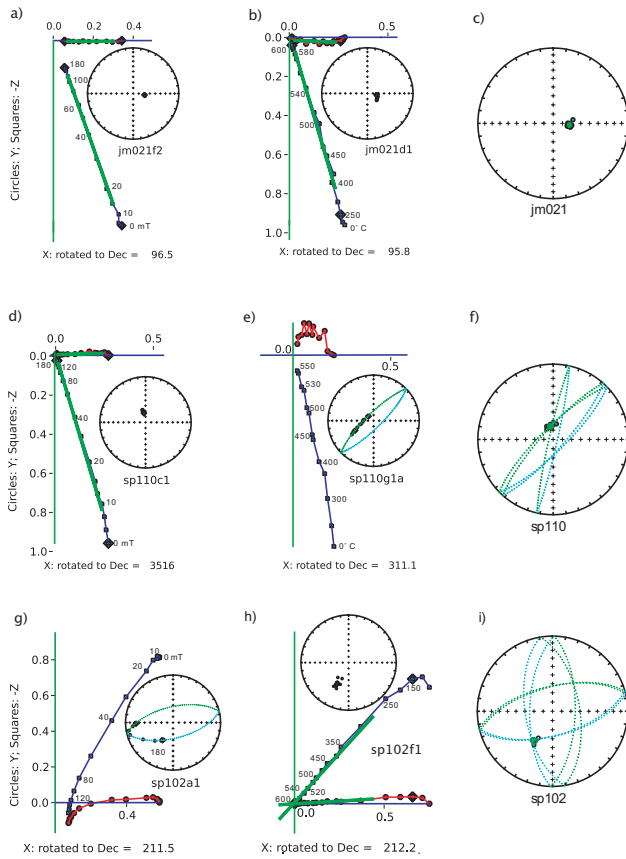 a)
0.0 0.2 0.4
180
100
60
40
20
10
0 mT
jm021f2
X: rotated to Dec = 96.5
b)
0.0 0.4
0.0
0.2
0.4
0.6
0.8
1.0
600
580
540
500
450
400
250
0° C
jm021d1
X: rotated to Dec = 95.8
c)
jm021
Circles: Y; Squares: -Z
d)
0.0 0.5
0.0
0.2
0.4
0.6
0.8
1.0
180
120
80
40
20
10
0 mT
sp110c1
X: rotated to Dec = 3516
e)
0.0
0.5
550
530
500
450
400
300
0° C
sp110g1a
X: rotated to Dec = 311.1
f)
sp110
Circles: Y; Squares: -Z
g)
0.8
0.6
0.4
0.2
0.0
0.4
10
0 mT
20
40
80
120
180
sp102a1
X: rotated to Dec = 211.5
h)
150
250
350
450
500
540
520
600
0.0
0.5
sp102f1
X: rotated to Dec = 212.2
i)
sp102
Circles: Y; Squares: -Z